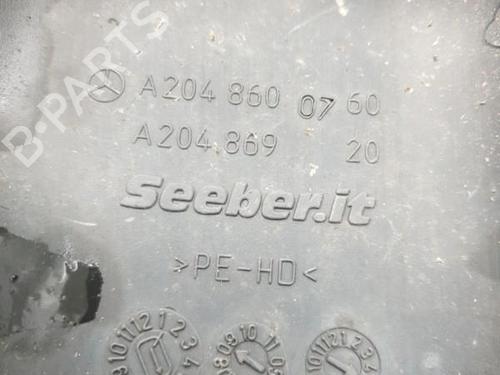 B-PARTS
A204 860 07 60
A204 869 20
Seeber.it
>PE-HD<